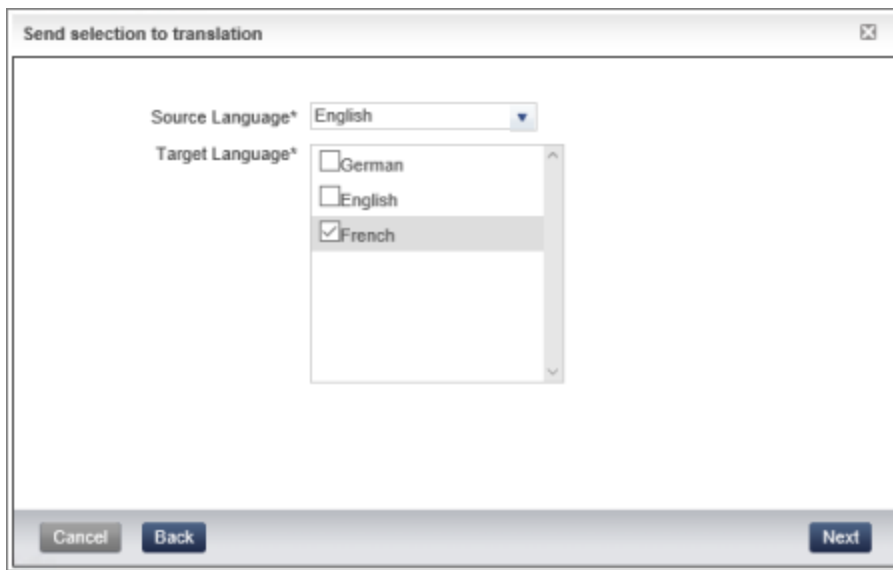 Send selection to translation
Source Language* English
Target Language*
German
English
French
Cancel Back Next